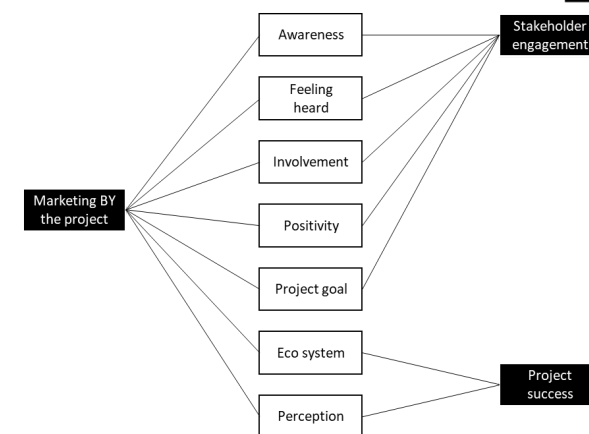 Awareness
Stakeholder
engagement
Feeling
heard
Involvement
Marketing BY
the project
Positivity
Project goal
Eco system
Project
success
Perception